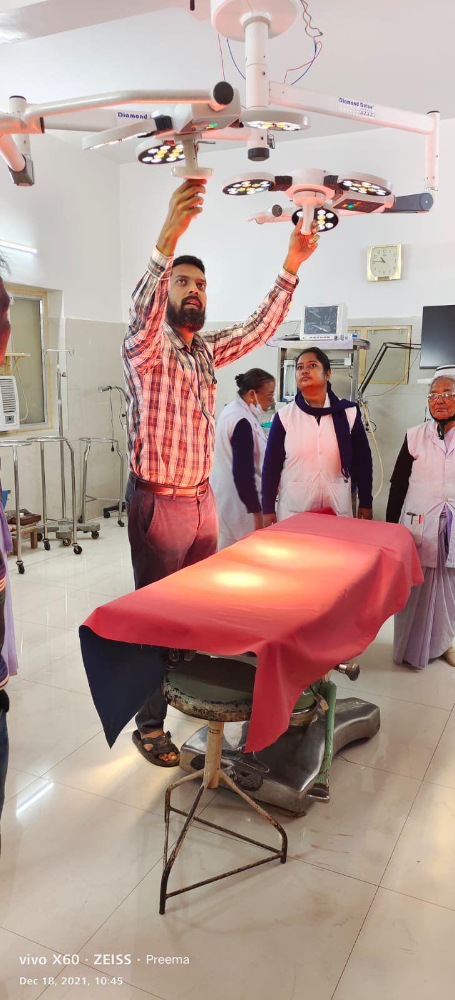 Diamond Delux
Diamond
vivo X60 · ZEISS · Preema
Dec 18, 2021, 10:45